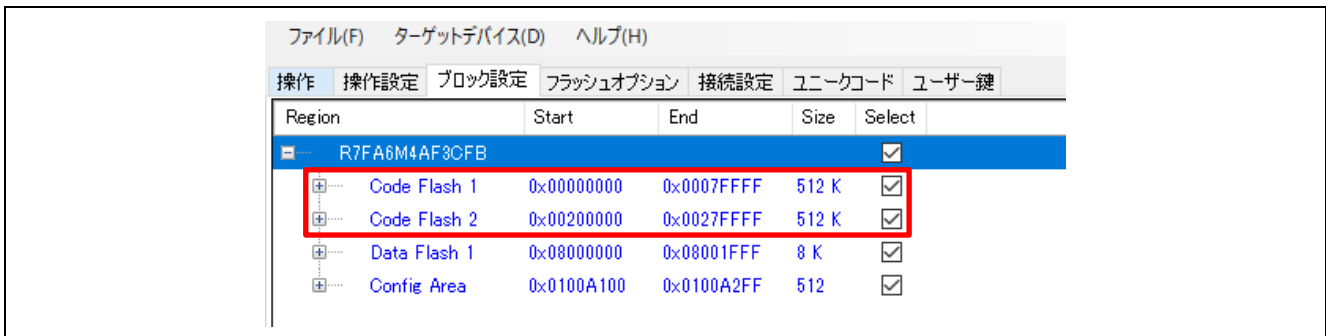 ファイル(F) ターゲットデバイス(D) ヘルプ(H)
操作 操作設定 ブロック設定 フラッシュオプション 接続設定 ユニークコード ユーザー鍵
Region Start End Size Select
R7FA6M4AF3CFB
Code Flash 1 0x00000000 0x0007FFFF 512 K
Code Flash 2 0x00200000 0x0027FFFF 512 K
Data Flash 1 0x08000000 0x08001FFF 8 K
Config Area 0x0100A100 0x0100A2FF 512